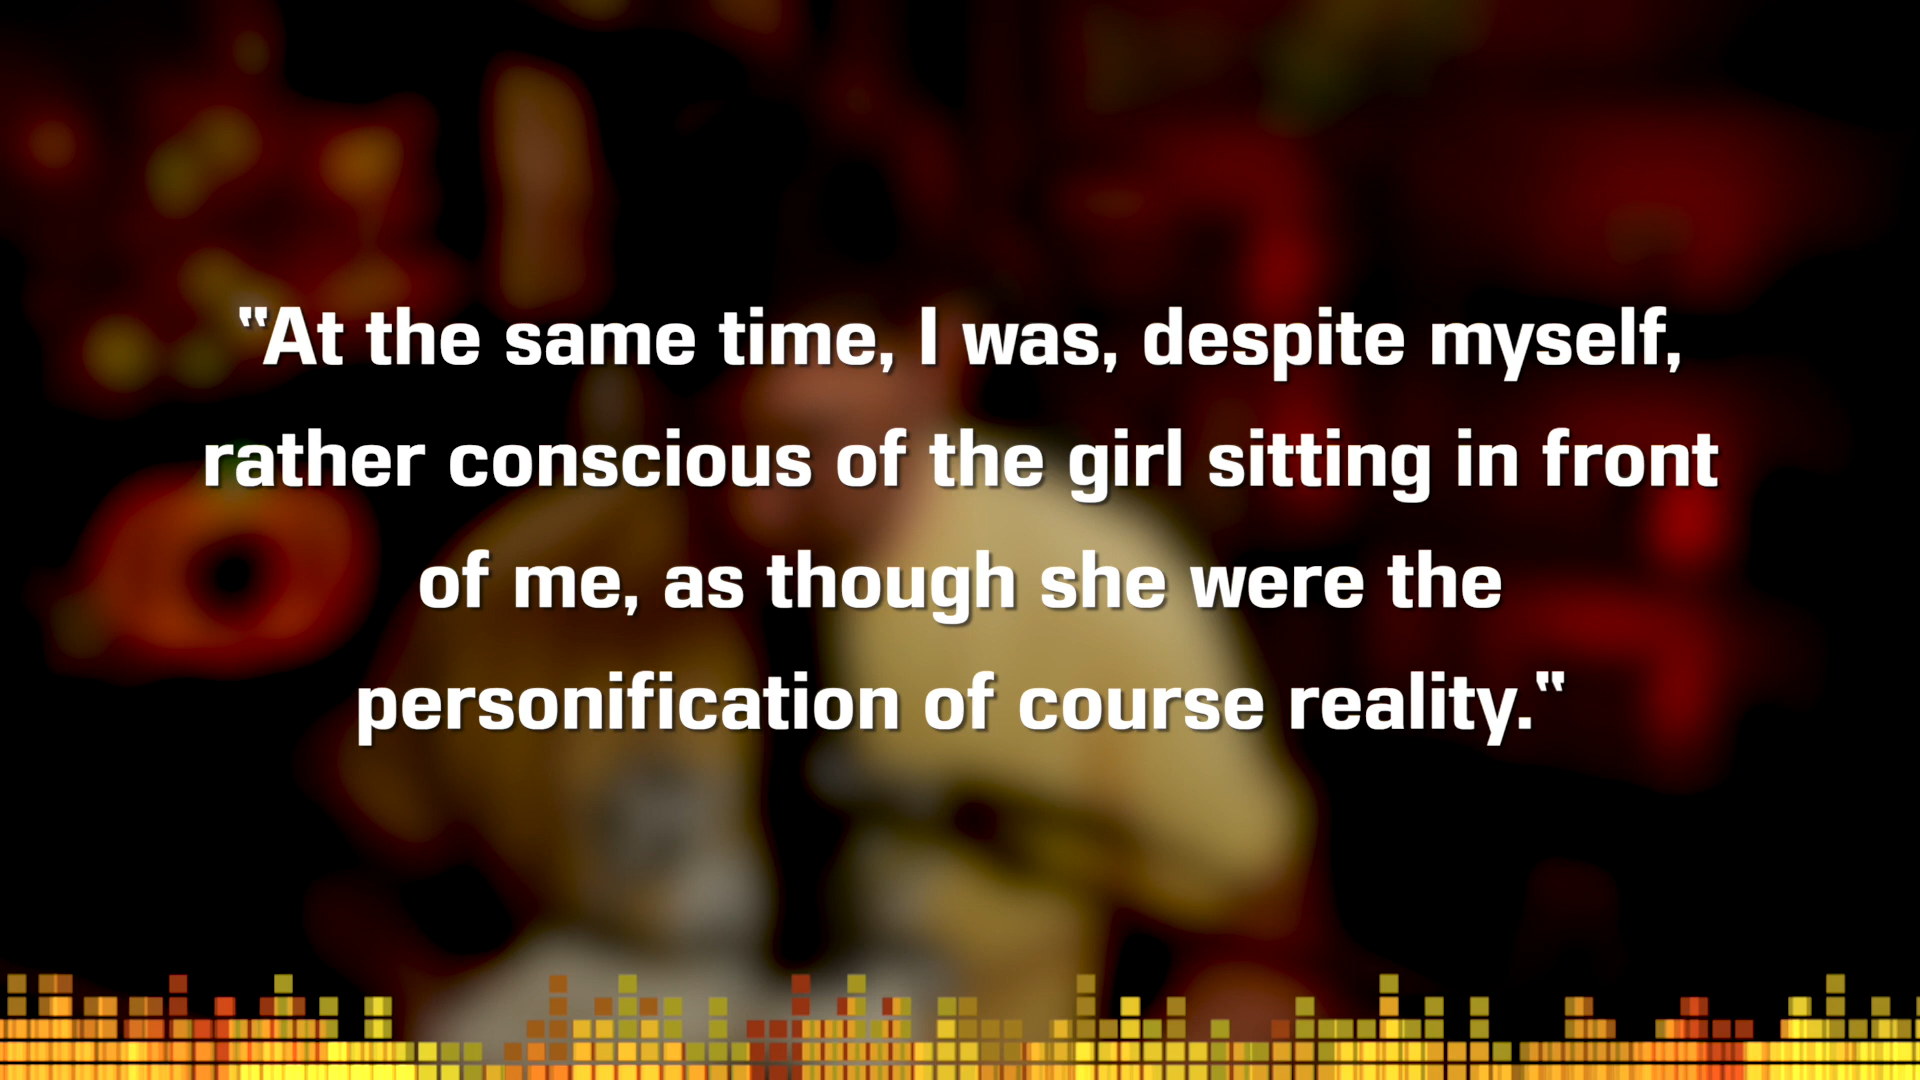 "At the same time, I was, despite myself,
rather conscious of the girl sitting in front
of me, as though she were the
personification of course reality."